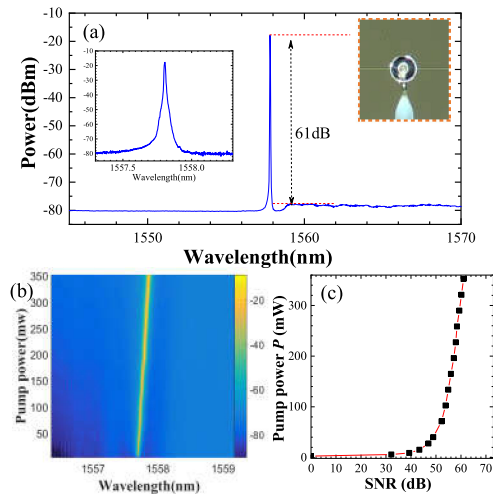 (a)
Power(dBm)
-10
-20
-30
-40
-50
-60
-70
-80
-10
-20
-30
-40
-50
-60
-70
-80
1557.5 1558.0
Wavelength(nm)
61dB
1550 1560 1570
Wavelength(nm)
(b)
Pump power(mw)
350
300
250
200
150
100
50
1557 1558 1559
Wavelength(nm)
-20
-40
-60
-80
(c)
Pump power P (mW)
300
200
100
0
0 10 20 30 40 50 60 70
SNR (dB)